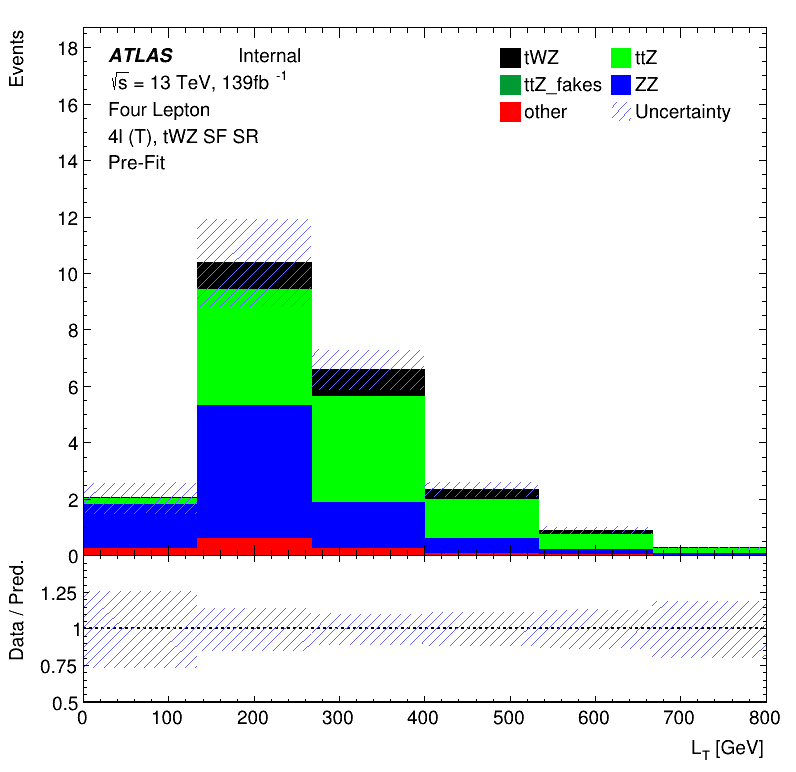 Events
18
16
14
12
10
8
6
4
2
0
ATLAS Internal
√s = 13 TeV, 139fb -1
Four Lepton
4l (T), tWZ SF SR
Pre-Fit
tWZ ttZ
ttZ_fakes ZZ
other Uncertainty
Data / Pred.
1.25
1
0.75
0.5
0 100 200 300 400 500 600 700 800
LT [GeV]